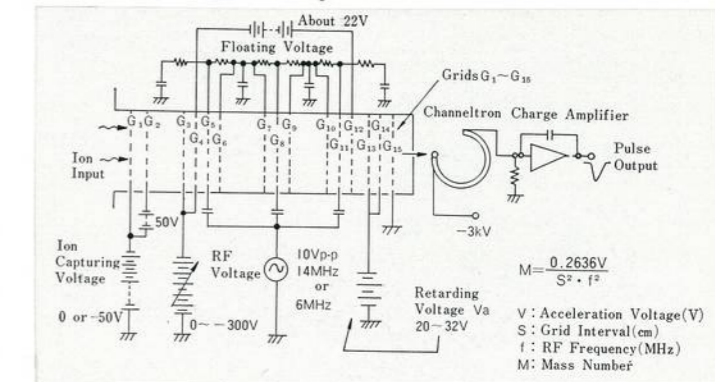 About 22V
Floating Voltage
Grids G₁~G₁₅
G₁ G₂ G₃ G₄ G₅ G₆ G₇ G₈ G₉ G₁₀ G₁₁ G₁₂ G₁₃ G₁₄ G₁₅
Channeltron Charge Amplifier
Ion
Input
Pulse
Output
50V
-3kV
Ion
Capturing
Voltage
0 or -50V
0~ -300V
RF
Voltage
10Vp-p
14MHz
or
6MHz
Retarding
Voltage Va
20~32V
M= 0.2636V / S²・f²
V : Acceleration Voltage(V)
S : Grid Interval(cm)
f : RF Frequency(MHz)
M: Mass Number